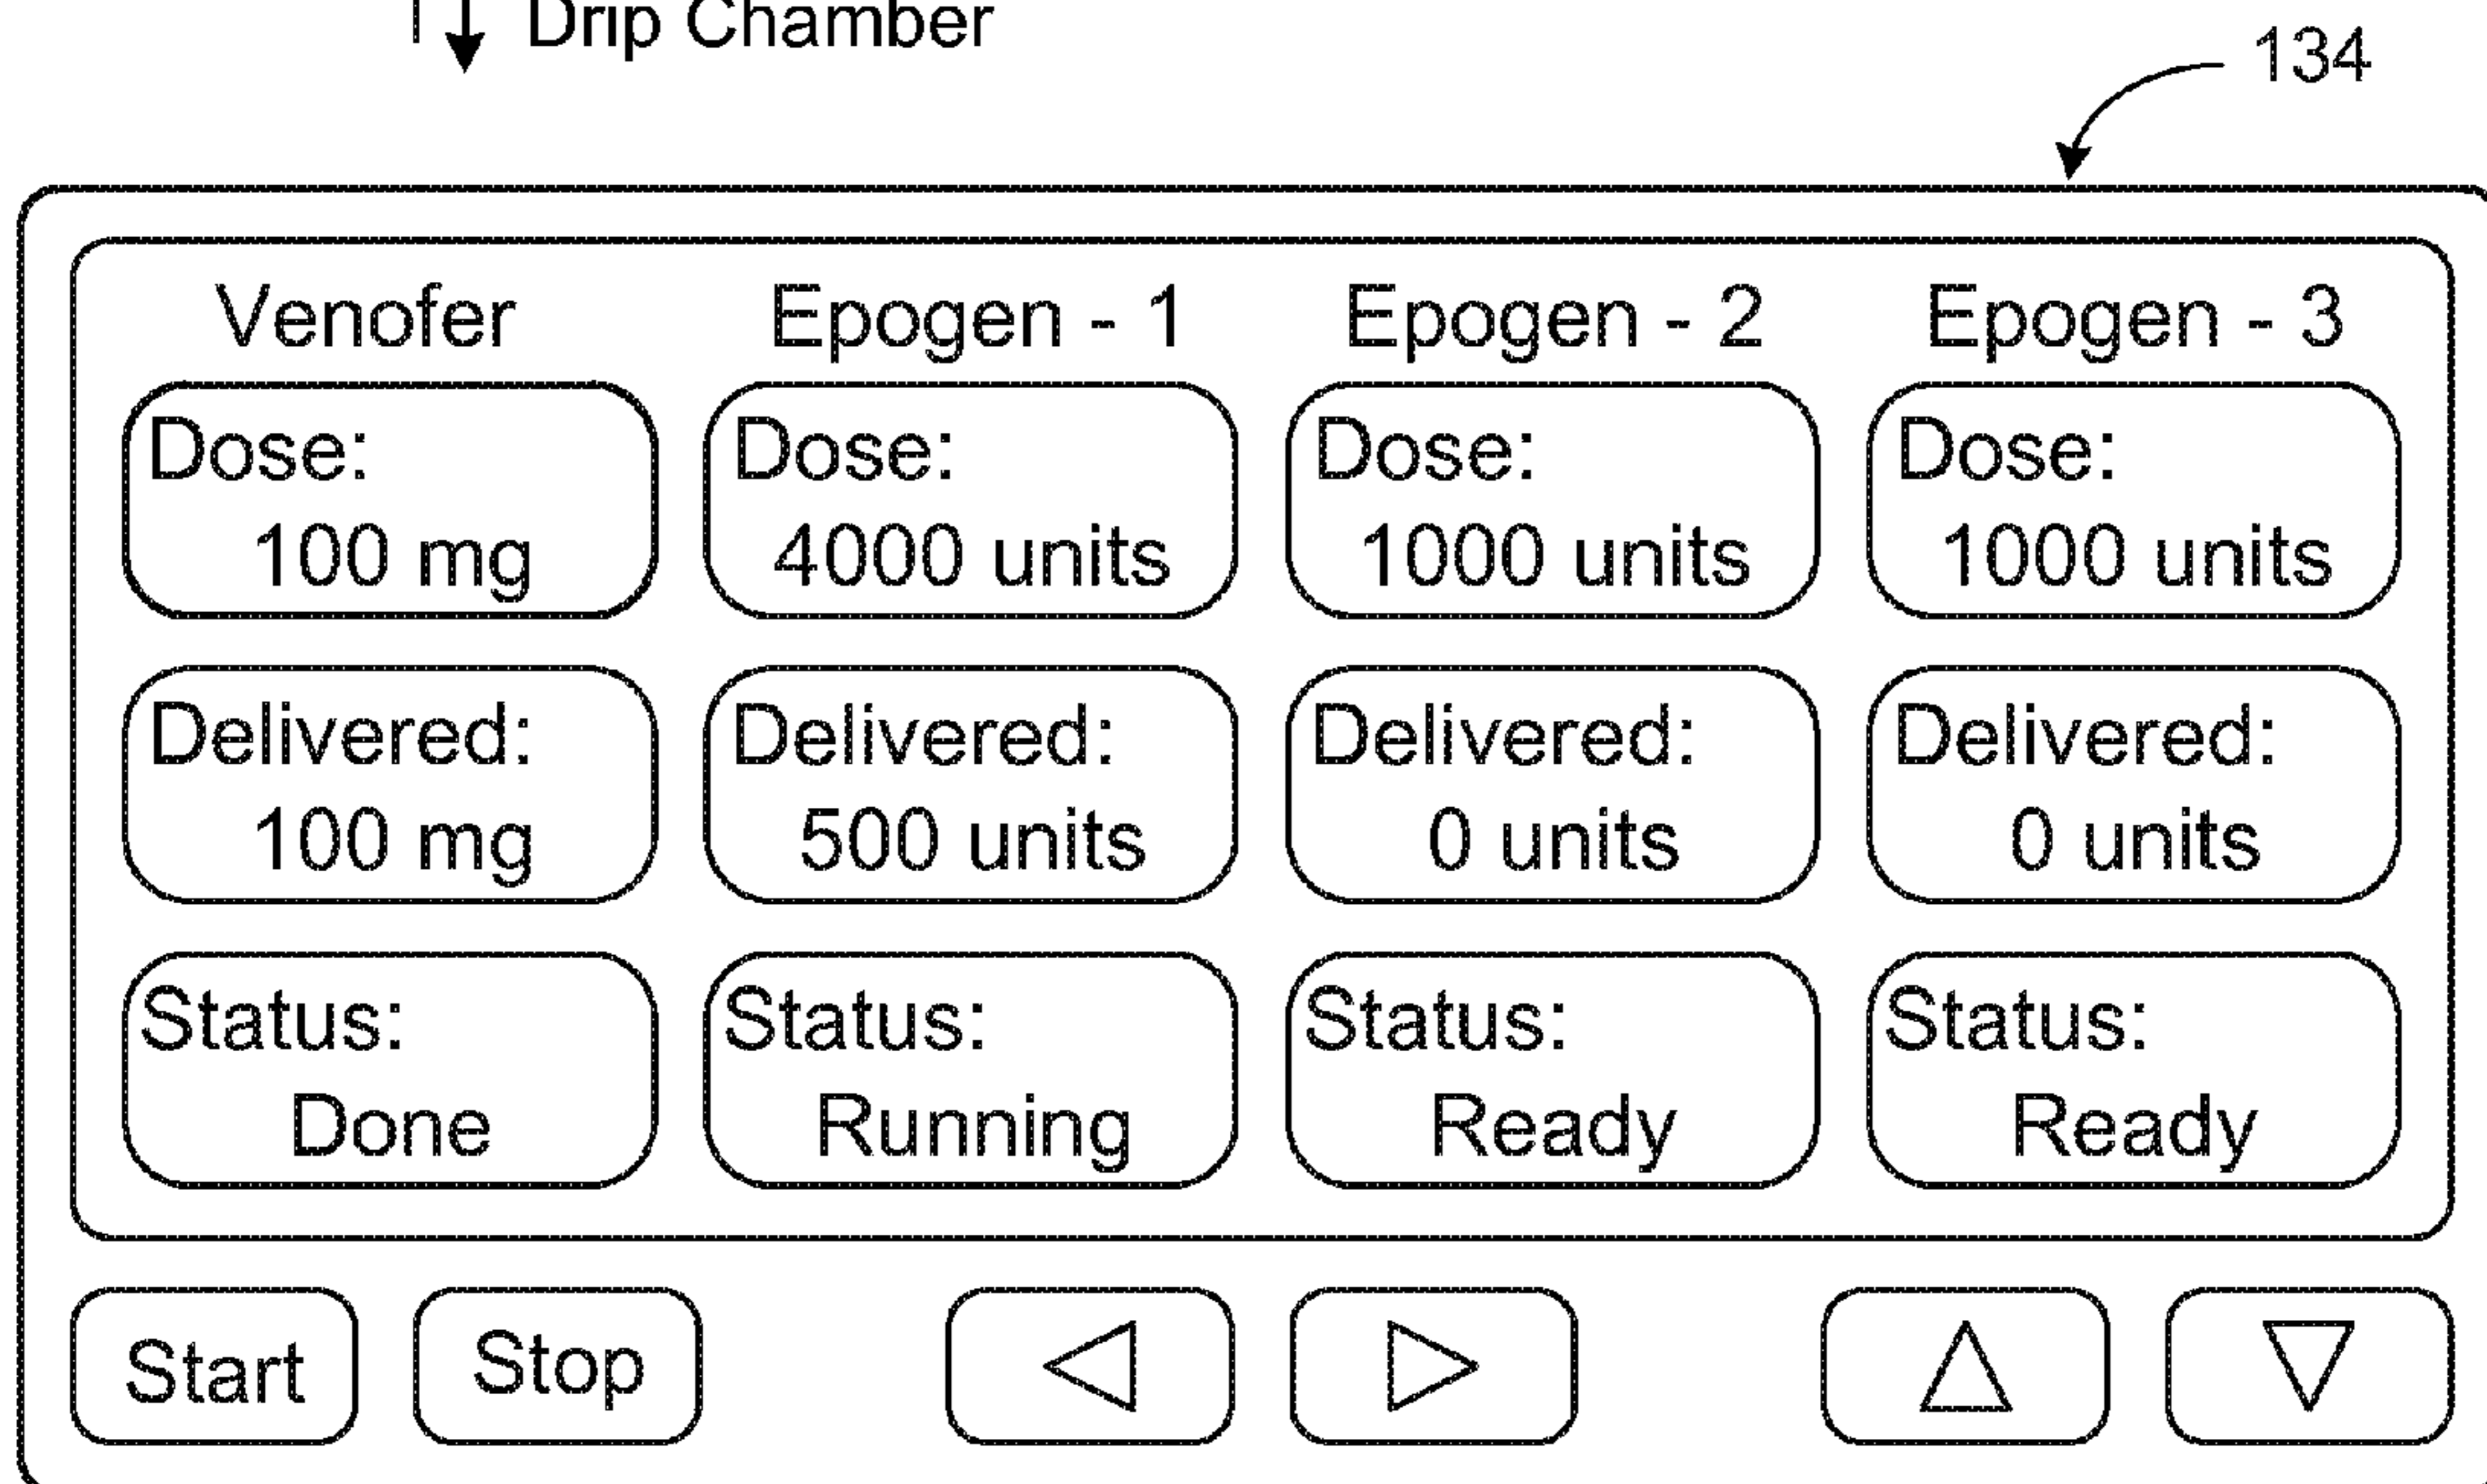 Drip Chamber
134
Venofer Epogen - 1 Epogen - 2 Epogen - 3
Dose: Dose: Dose: Dose:
100 mg 4000 units 1000 units 1000 units
Delivered: Delivered: Delivered: Delivered:
100 mg 500 units 0 units 0 units
Status: Status: Status: Status:
Done Running Ready Ready
Start Stop